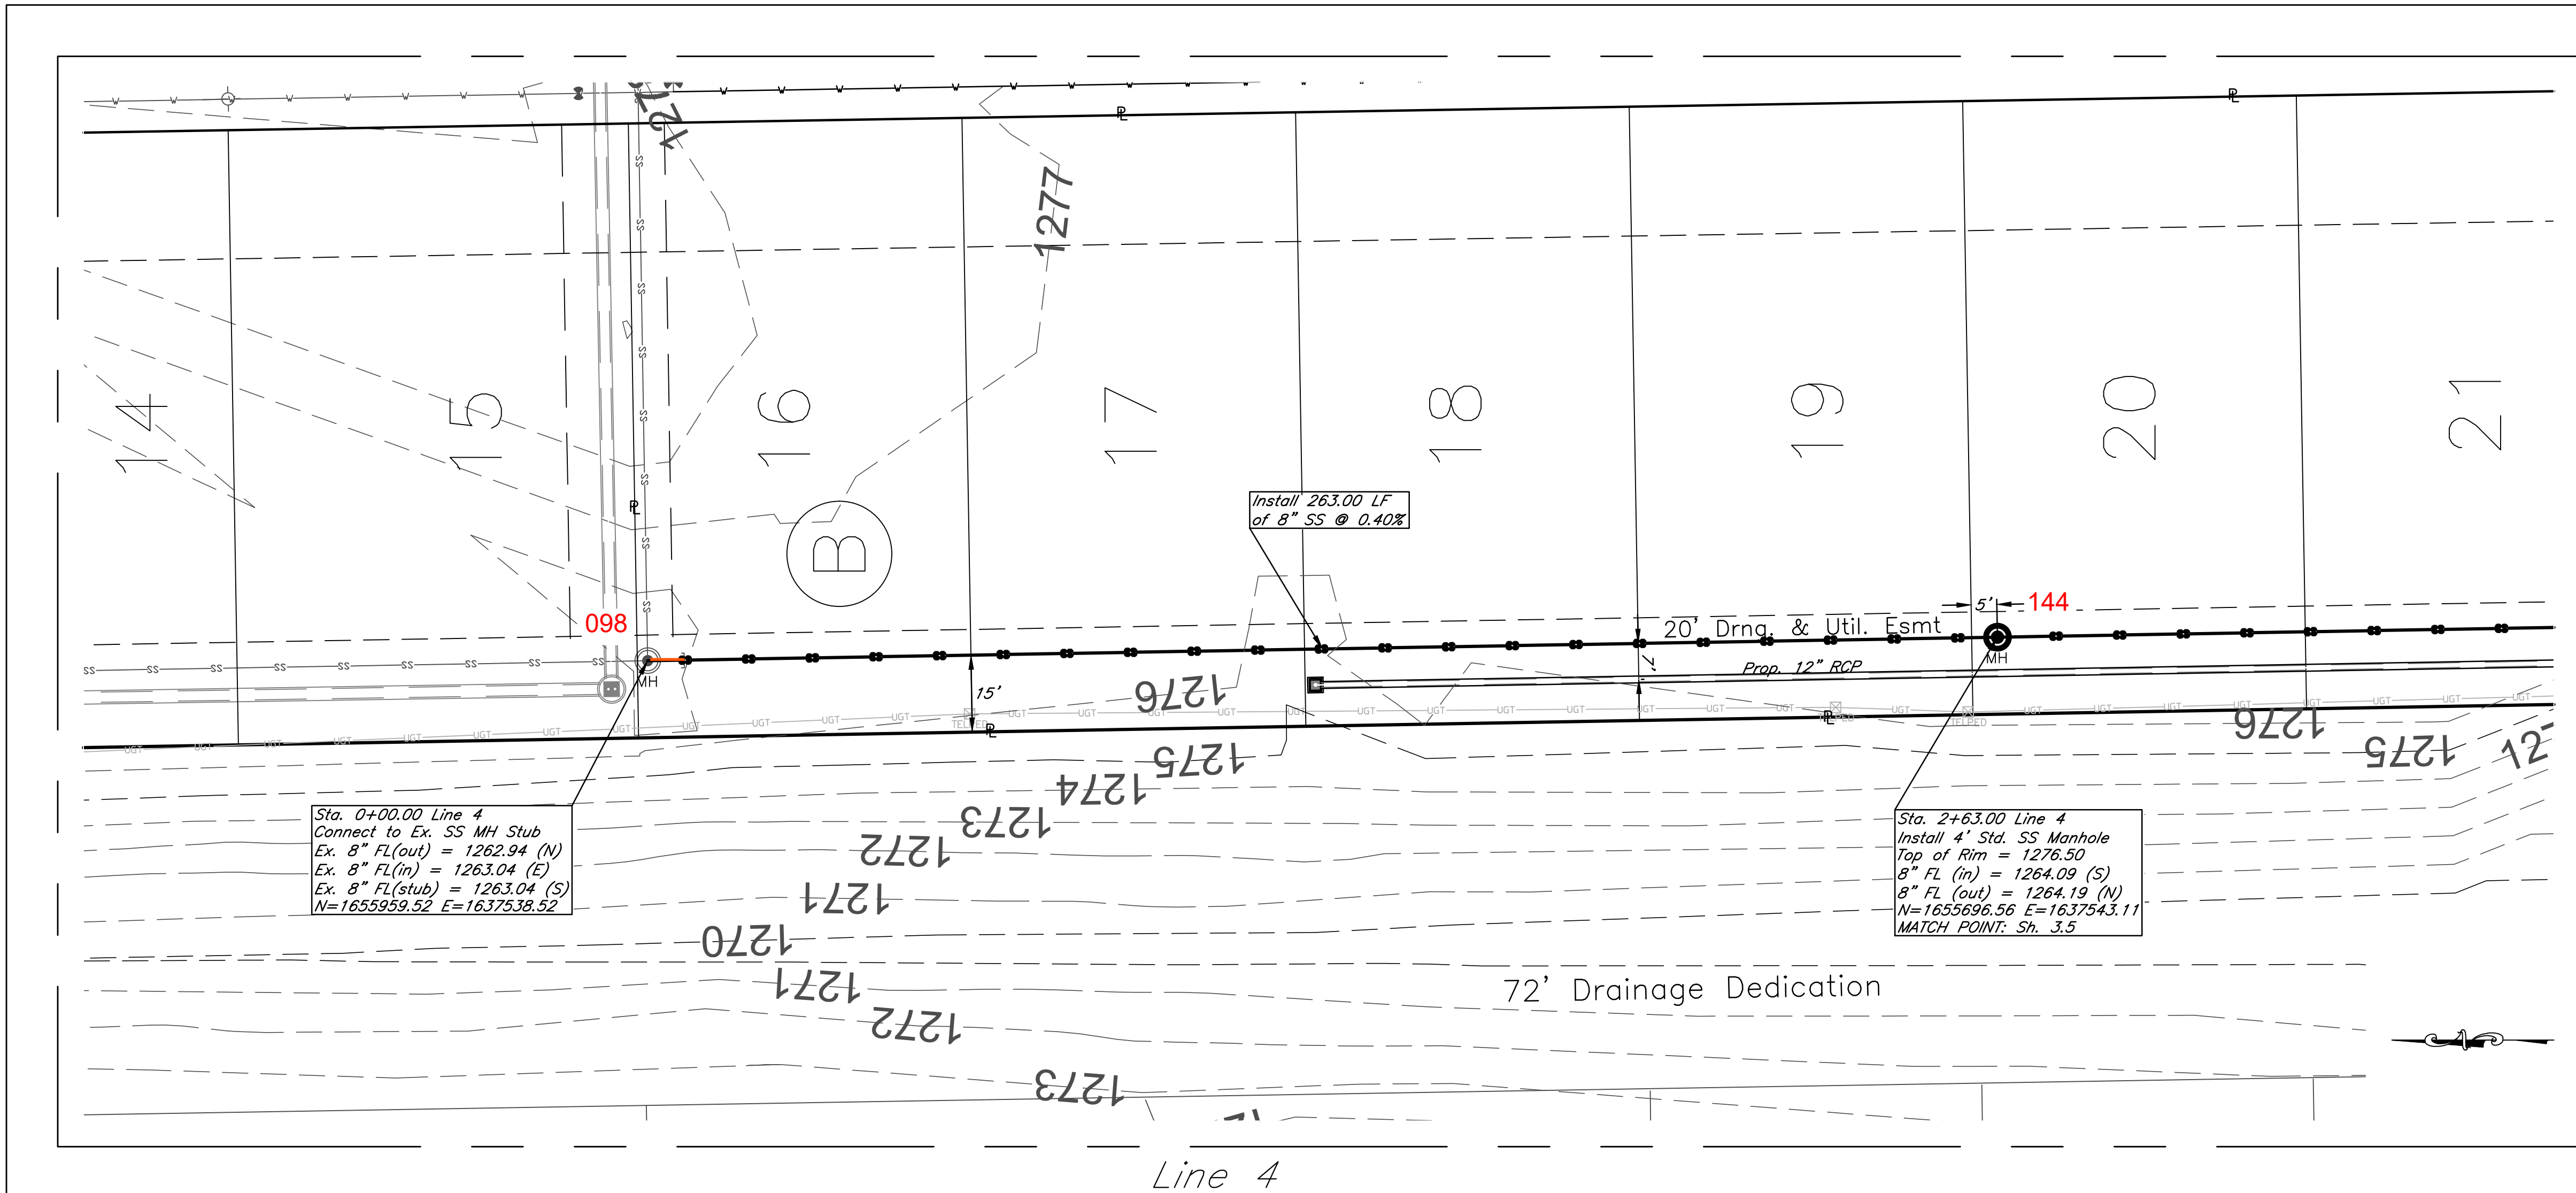 1277
14
15
16
17
18
19
20
21
B
Install 263.00 LF
of 8" SS @ 0.40%
098
144
5'
20' Drng. & Util. Esmt
Prop. 12" RCP
MH
MH
15'
7'
TELPED
TELPED
TELPED
1276
1275
1274
1273
1272
1271
1270
1271
1272
1273
1276
1275
Sta. 0+00.00 Line 4
Connect to Ex. SS MH Stub
Ex. 8" FL(out) = 1262.94 (N)
Ex. 8" FL(in) = 1263.04 (E)
Ex. 8" FL(stub) = 1263.04 (S)
N=1655959.52 E=1637538.52
Sta. 2+63.00 Line 4
Install 4' Std. SS Manhole
Top of Rim = 1276.50
8" FL (in) = 1264.09 (S)
8" FL (out) = 1264.19 (N)
N=1655696.56 E=1637543.11
MATCH POINT: Sh. 3.5
72' Drainage Dedication
Line 4